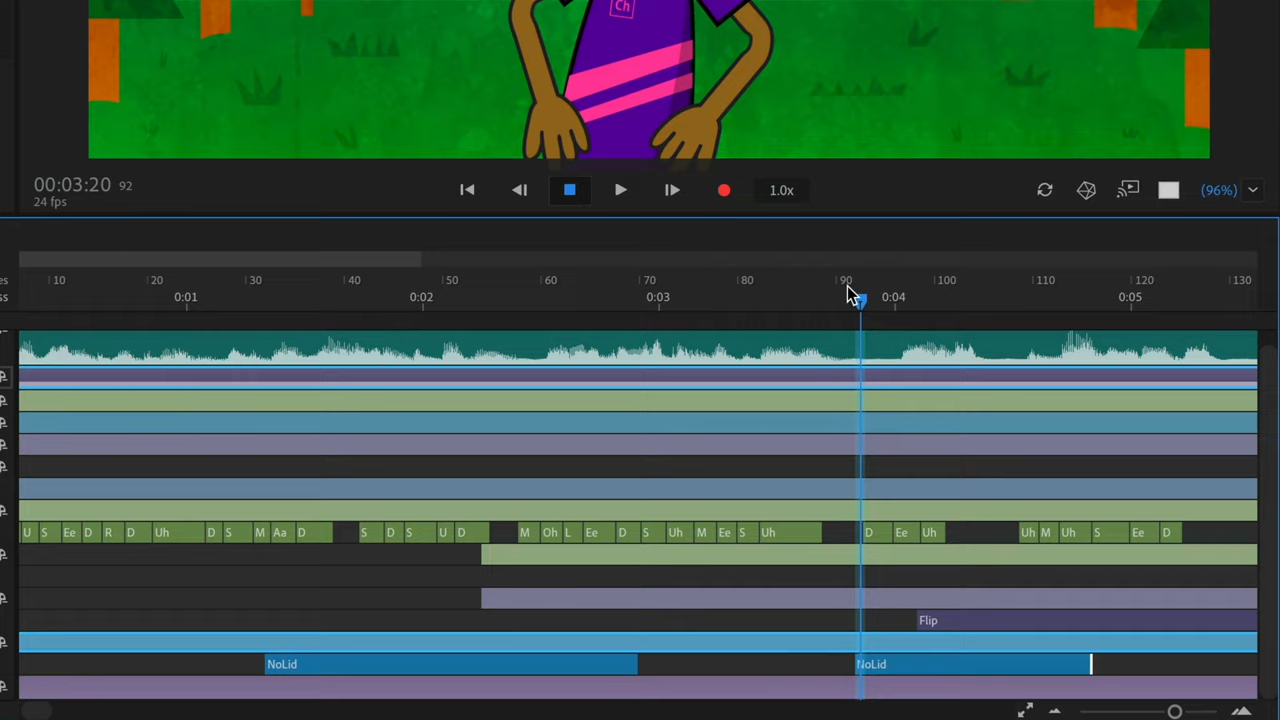 Ch
00:03:20 92
24 fps
1.0x
(96%)
es 10 20 30 40 50 60 70 80 90 100 110 120 130
ss 0:01 0:02 0:03 0:04 0:05
U S Ee D R D Uh D S M Aa D S D S U D M Oh L Ee D S Uh M Ee S Uh D Ee Uh Uh M Uh S Ee D
Flip
NoLid NoLid